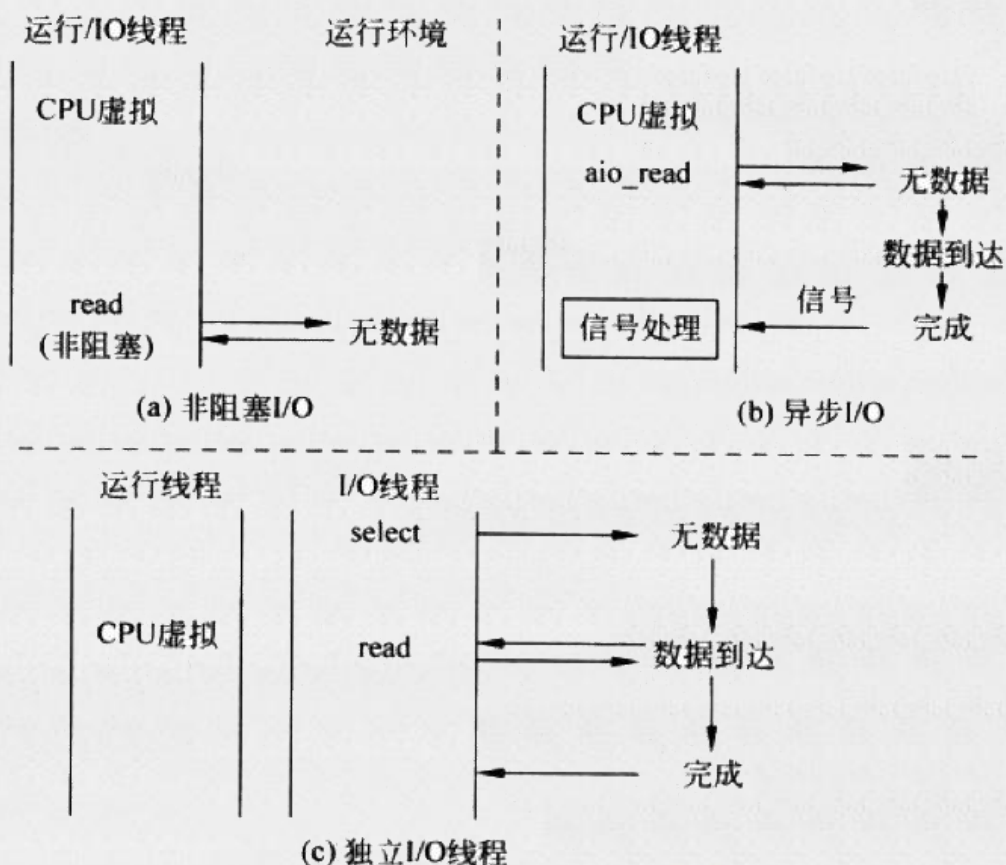 运行/IO线程
运行环境
CPU虚拟
read
(非阻塞)
无数据
(a) 非阻塞I/O
运行/IO线程
CPU虚拟
aio_read
无数据
数据到达
信号
完成
信号处理
(b) 异步I/O
运行线程
I/O线程
select
无数据
CPU虚拟
read
数据到达
完成
(c) 独立I/O线程